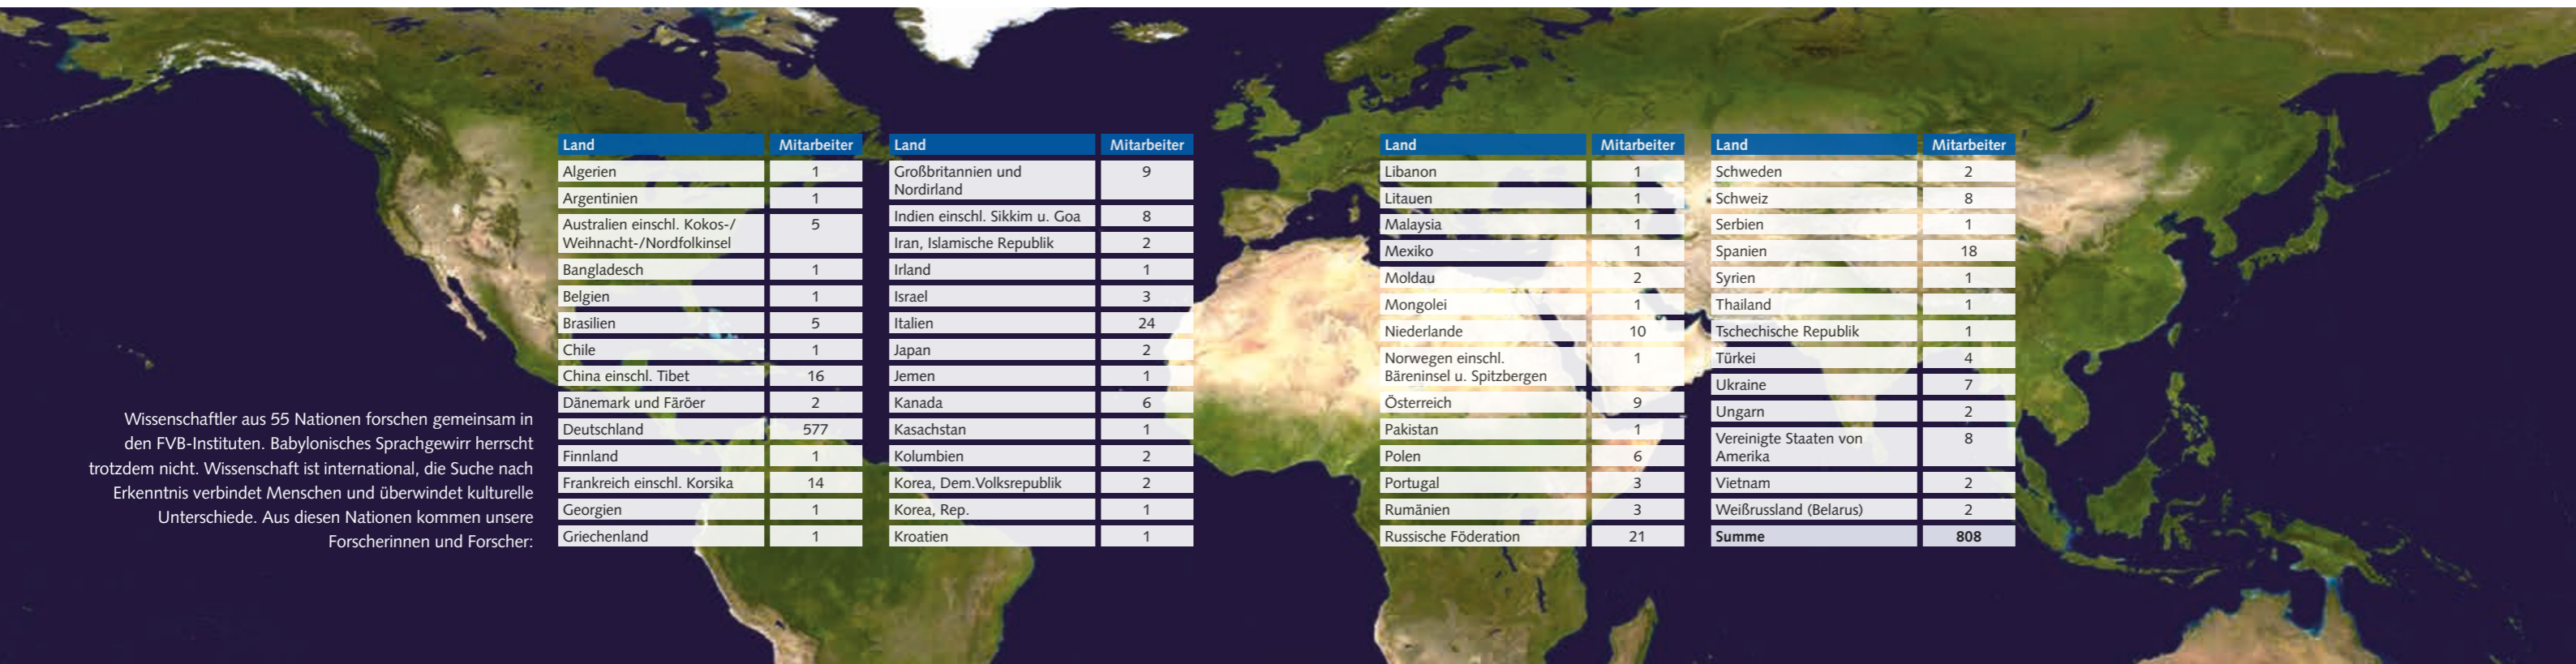 Wissenschaftler aus 55 Nationen forschen gemeinsam in
den FVB-Instituten. Babylonisches Sprachgewirr herrscht
trotzdem nicht. Wissenschaft ist international, die Suche nach
Erkenntnis verbindet Menschen und überwindet kulturelle
Unterschiede. Aus diesen Nationen kommen unsere
Forscherinnen und Forscher:
Land Mitarbeiter
Algerien 1
Argentinien 1
Australien einschl. Kokos-/ 5
Weihnacht-/Nordfolkinsel
Bangladesch 1
Belgien 1
Brasilien 5
Chile 1
China einschl. Tibet 16
Dänemark und Färöer 2
Deutschland 577
Finnland 1
Frankreich einschl. Korsika 14
Georgien 1
Griechenland 1
Land Mitarbeiter
Großbritannien und 9
Nordirland
Indien einschl. Sikkim u. Goa 8
Iran, Islamische Republik 2
Irland 1
Israel 3
Italien 24
Japan 2
Jemen 1
Kanada 6
Kasachstan 1
Kolumbien 2
Korea, Dem.Volksrepublik 2
Korea, Rep. 1
Kroatien 1
Land Mitarbeiter
Libanon 1
Litauen 1
Malaysia 1
Mexiko 1
Moldau 2
Mongolei 1
Niederlande 10
Norwegen einschl. 1
Bäreninsel u. Spitzbergen
Österreich 9
Pakistan 1
Polen 6
Portugal 3
Rumänien 3
Russische Föderation 21
Land Mitarbeiter
Schweden 2
Schweiz 8
Serbien 1
Spanien 18
Syrien 1
Thailand 1
Tschechische Republik 1
Türkei 4
Ukraine 7
Ungarn 2
Vereinigte Staaten von 8
Amerika
Vietnam 2
Weißrussland (Belarus) 2
Summe 808